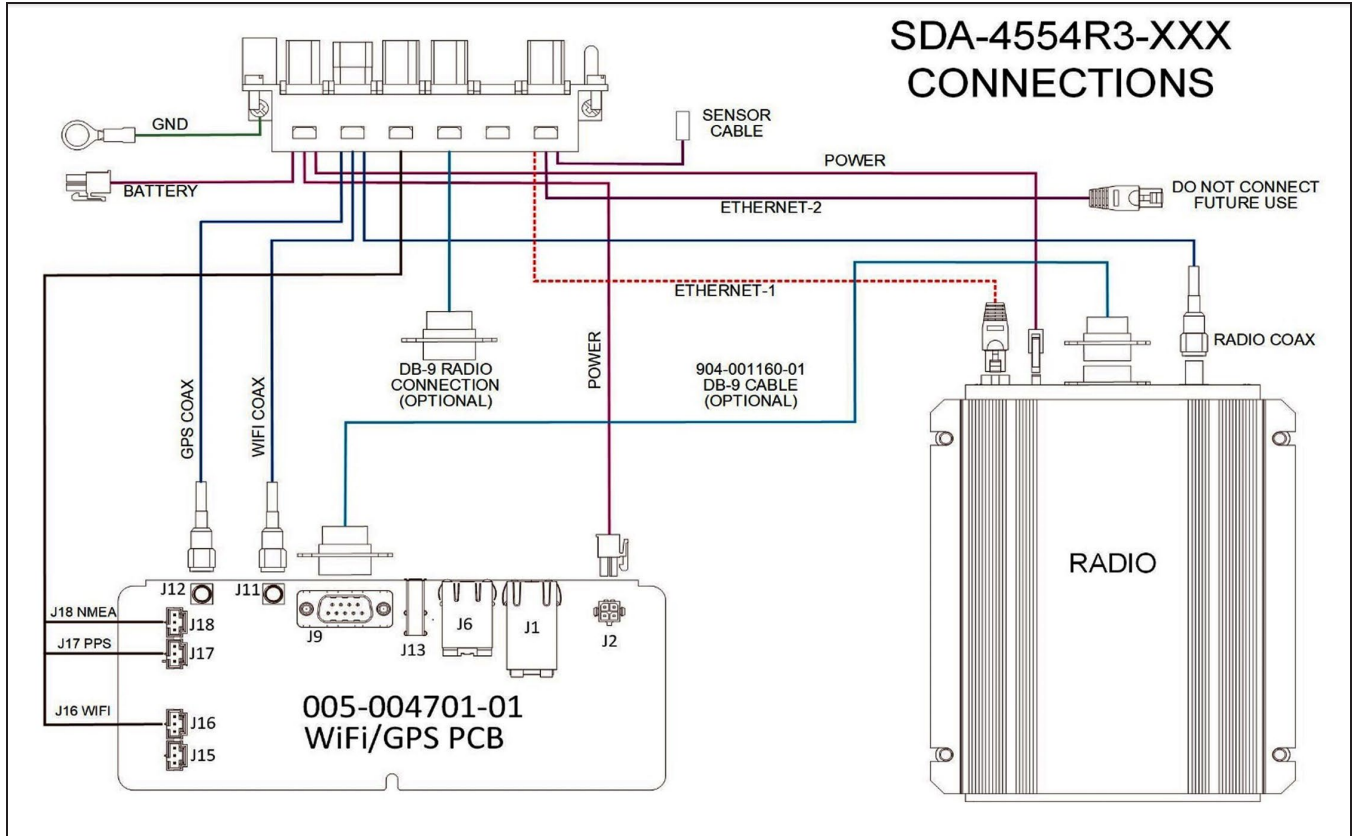 SDA-4554R3-XXX
CONNECTIONS
GND
SENSOR
CABLE
POWER
BATTERY
DO NOT CONNECT
FUTURE USE
ETHERNET-2
ETHERNET-1
RADIO COAX
DB-9 RADIO
CONNECTION
(OPTIONAL)
904-001160-01
DB-9 CABLE
(OPTIONAL)
POWER
GPS COAX
WIFI COAX
RADIO
J12
J11
J18 NMEA
J18
J9
J13
J6
J1
J2
J17 PPS
J17
J16 WIFI
J16
J15
005-004701-01
WiFi/GPS PCB